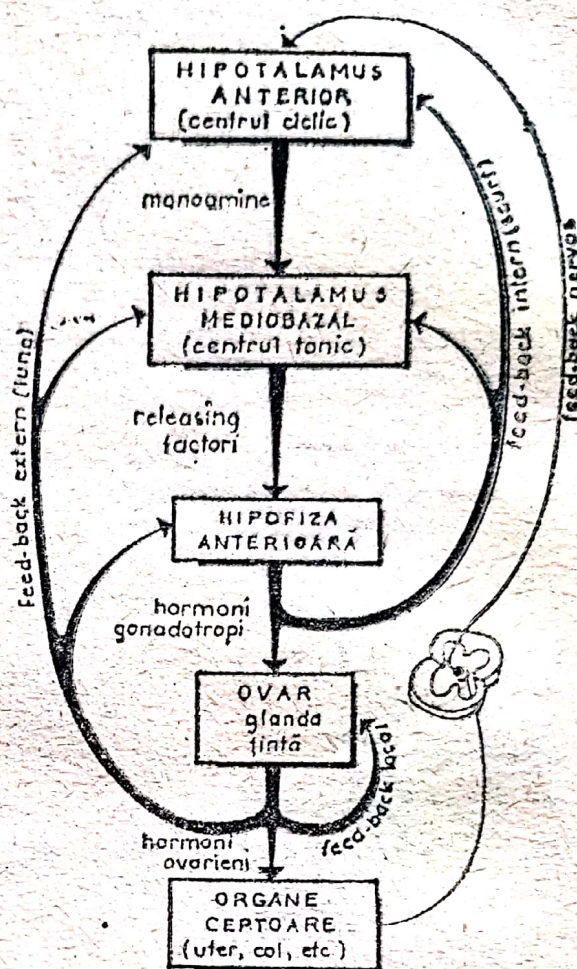 HIPOTALAMUS
ANTERIOR
(centrul ciclic)
monoamine
HIPOTALAMUS
MEDIOBAZAL
(centrul tonic)
releasing
factori
HIPOFIZA
ANTERIOARĂ
hormoni
gonadotropi
OVAR
glanda
țintă
hormoni
ovarieni
ORGANE
CEPTOARE
(uter, col, etc)
feed-back extern (lung)
feed-back intern (scurt)
feed-back nervos
feed-back local